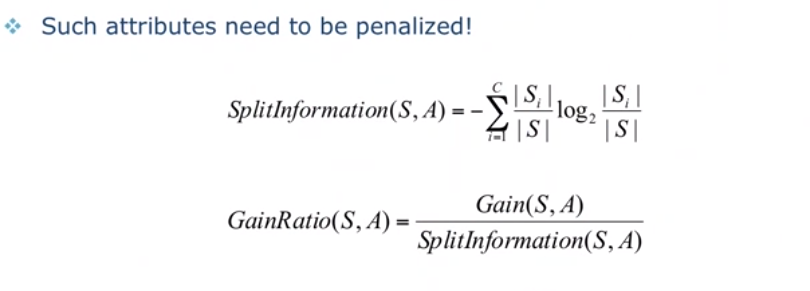 ❖ Such attributes need to be penalized!
SplitInformation(S, A) = -\sum_{i=1}^{C} \frac{|S_i|}{|S|} \log_2 \frac{|S_i|}{|S|}
GainRatio(S, A) = \frac{Gain(S, A)}{SplitInformation(S, A)}